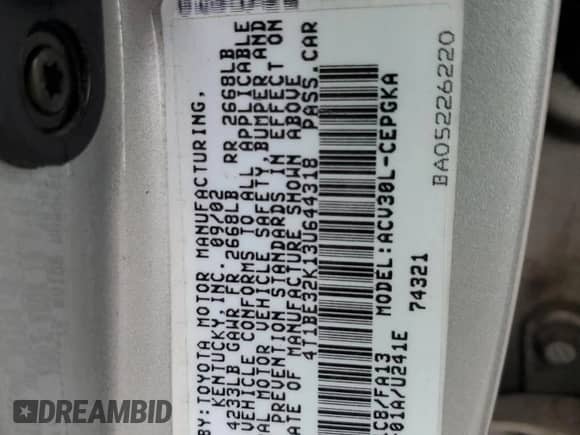 BY: TOYOTA MOTOR MANUFACTURING,
KENTUCKY, INC. 09/02
4233LB GAWR FR 2668LB RR 2668LB
VEHICLE CONFORMS TO ALL APPLICABLE
AL MOTOR VEHICLE SAFETY, BUMPER AND
PREVENTION STANDARDS IN EFFECT ON
ATE OF MANUFACTURE SHOWN ABOVE
4T1BE32K13U644318 PASS. CAR
C8/FA13 MODEL: ACV30L-CEPGKA
01A/U241E 74321
BA05226220
DREAMBID